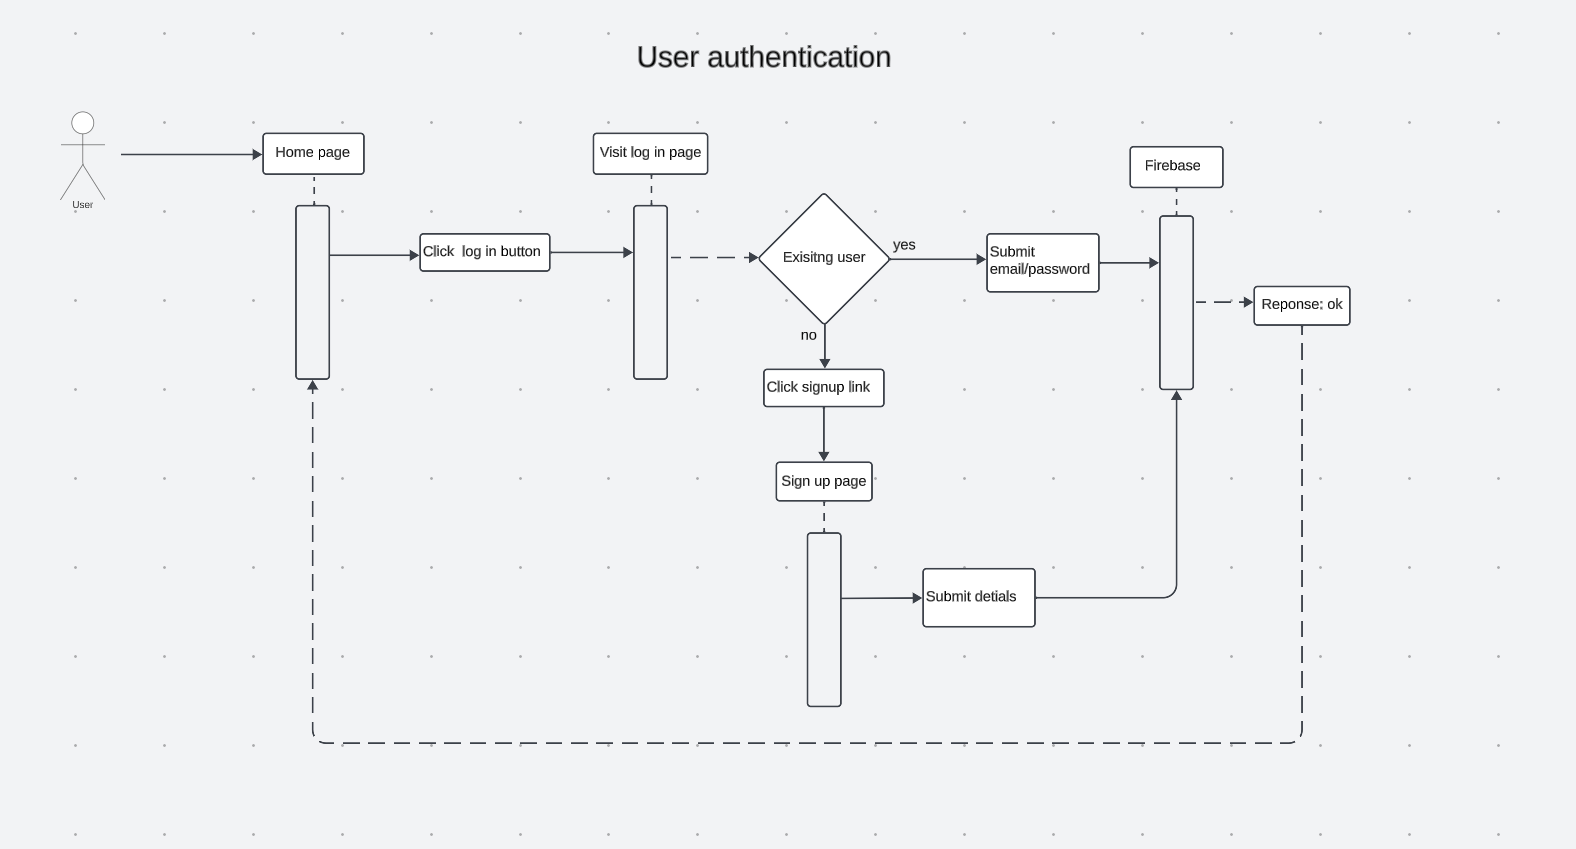 User authentication
User
Home page
Visit log in page
Firebase
Click  log in button
Exisitng user
yes
Submit
email/password
Reponse: ok
no
Click signup link
Sign up page
Submit detials